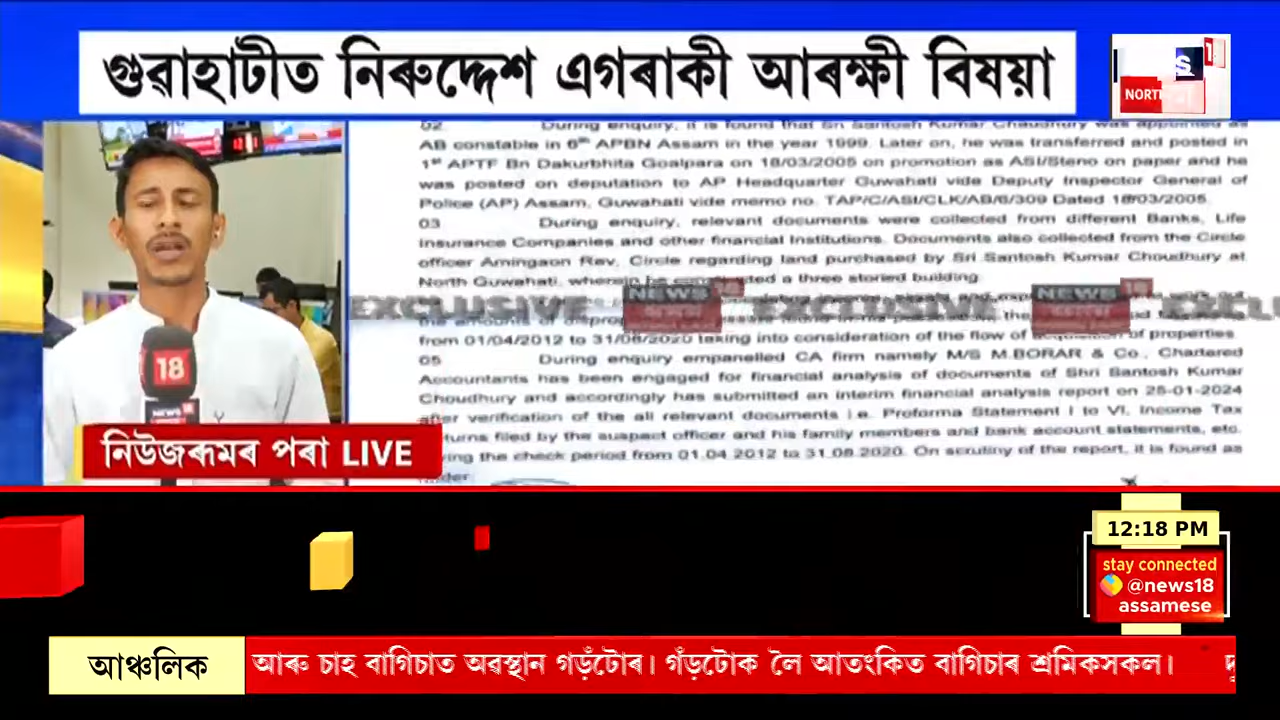 গুৱাহাটীত নিৰুদ্দেশ এগৰাকী আৰক্ষী বিষয়া
NORTH
02 During enquiry, it is found that Sri Santosh Kumar Chaudhury was appointed as
AB constable in 6th APBN Assam in the year 1999. Later on, he was transferred and posted in
1st APTF Bn Dakurbhita Goalpara on 18/03/2005 on promotion as ASI/Steno on paper and he
was posted on deputation to AP Headquarter Guwahati vide Deputy Inspector General of
Police (AP) Assam, Guwahati vide memo no. TAP/C/ASI/CLK/AB/6/309 Dated 18/03/2005.
03 During enquiry, relevant documents were collected from different Banks, Life
Insurance Companies and other financial Institutions. Documents also collected from the Circle
officer Amingaon Rev. Circle regarding land purchased by Sri Santosh Kumar Choudhury at
North Guwahati, wherein he a three storied building.
EXCLUSIVE NEWS 18 EXCLUSIVE NEWS 18 EXCLU
the amounts of
from 01/04/2012 to 31/08/2020 taking into consideration of the flow of of properties.
05 During enquiry empanelled CA firm namely M/S M.BORAR & Co., Chartered
Accountants has been engaged for financial analysis of documents of Shri Santosh Kumar
Choudhury and accordingly has submitted an interim financial analysis report on 25-01-2024
after verification of the all relevant documents i.e. Proforma Statement I to VI, Income Tax
turns filed by the suspect officer and his family members and bank account statements, etc.
ing the check period from 01.04.2012 to 31.08.2020. On scrutiny of the report, it is found as
under:
18
NEWS 18
নিউজৰূমৰ পৰা LIVE
12:18 PM
stay connected
@news18
assamese
আঞ্চলিক
আৰু চাহ বাগিচাত অৱস্থান গড়ঁটোৰ। গঁড়টোক লৈ আতংকিত বাগিচাৰ শ্ৰমিকসকল।